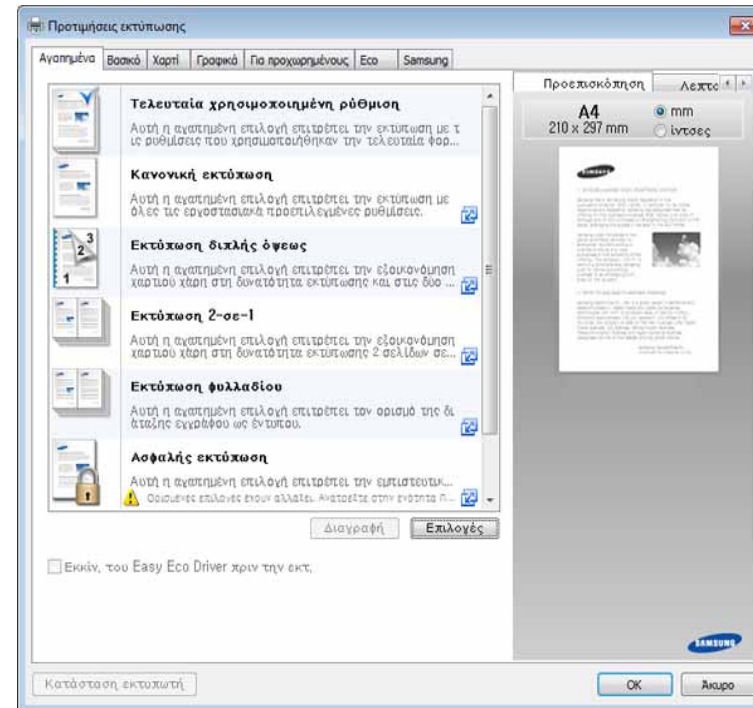 Προτιμήσεις εκτύπωσης
Αγαπημένα Βασικό Χαρτί Γραφικά Για προχωρημένους Eco Samsung
Τελευταία χρησιμοποιημένη ρύθμιση
Αυτή η αγαπημένη επιλογή επιτρέπει την εκτύπωση με τ
ις ρυθμίσεις που χρησιμοποιήθηκαν την τελευταία φορ...
Κανονική εκτύπωση
Αυτή η αγαπημένη επιλογή επιτρέπει την εκτύπωση με
όλες τις εργοστασιακά προεπιλεγμένες ρυθμίσεις.
Εκτύπωση διπλής όψεως
Αυτή η αγαπημένη επιλογή επιτρέπει την εξοικονόμηση
χαρτιού χάρη στη δυνατότητα εκτύπωσης και στις δύο ...
Εκτύπωση 2-σε-1
Αυτή η αγαπημένη επιλογή επιτρέπει την εξοικονόμηση
χαρτιού χάρη στη δυνατότητα εκτύπωσης 2 σελίδων σε...
Εκτύπωση φυλλαδίου
Αυτή η αγαπημένη επιλογή επιτρέπει τον ορισμό της δι
άταξης εγγράφου ως έντυπου.
Ασφαλής εκτύπωση
Αυτή η αγαπημένη επιλογή επιτρέπει την εμπιστευτικ...
Ορισμένες επιλογές έχουν αλλάξει. Ανατρέξτε στην ενότητα Π...
Διαγραφή Επιλογές
Εκκίν. του Easy Eco Driver πριν την εκτ.
Κατάσταση εκτυπωτή
Προεπισκόπηση Λεπτο
A4
210 x 297 mm
mm
ίντσες
SAMSUNG
SAMSUNG
OK Άκυρο